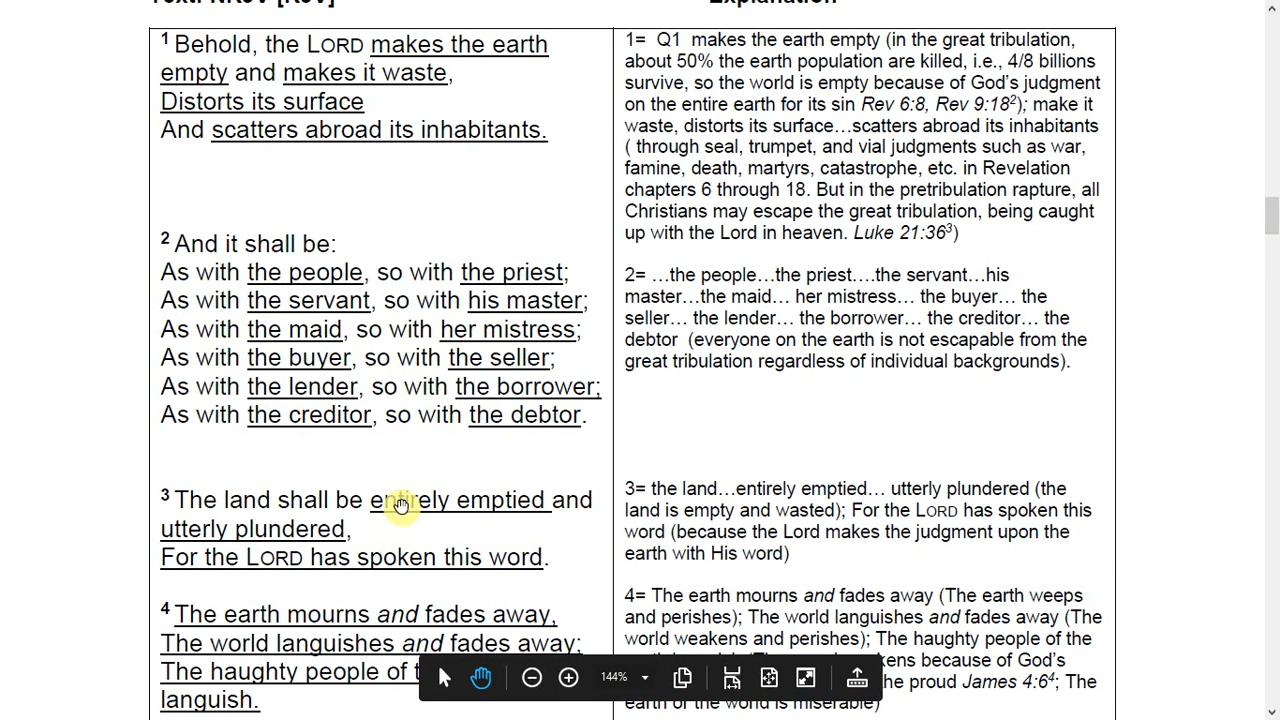 Text: NKJV [KJV]
Explanation
1 Behold, the LORD makes the earth
empty and makes it waste,
Distorts its surface
And scatters abroad its inhabitants.
2 And it shall be:
As with the people, so with the priest;
As with the servant, so with his master;
As with the maid, so with her mistress;
As with the buyer, so with the seller;
As with the lender, so with the borrower;
As with the creditor, so with the debtor.
3 The land shall be entirely emptied and
utterly plundered,
For the LORD has spoken this word.
4 The earth mourns and fades away,
The world languishes and fades away;
The haughty people of
languish.
1= Q1 makes the earth empty (in the great tribulation,
about 50% the earth population are killed, i.e., 4/8 billions
survive, so the world is empty because of God's judgment
on the entire earth for its sin Rev 6:8, Rev 9:18²); make it
waste, distorts its surface…scatters abroad its inhabitants
( through seal, trumpet, and vial judgments such as war,
famine, death, martyrs, catastrophe, etc. in Revelation
chapters 6 through 18. But in the pretribulation rapture, all
Christians may escape the great tribulation, being caught
up with the Lord in heaven. Luke 21:36³)
2= …the people…the priest….the servant…his
master…the maid… her mistress… the buyer… the
seller… the lender… the borrower… the creditor… the
debtor (everyone on the earth is not escapable from the
great tribulation regardless of individual backgrounds).
3= the land…entirely emptied… utterly plundered (the
land is empty and wasted); For the LORD has spoken this
word (because the Lord makes the judgment upon the
earth with His word)
4= The earth mourns and fades away (The earth weeps
and perishes); The world languishes and fades away (The
world weakens and perishes); The haughty people of the
because of God's
proud James 4:6⁴; The
earth or the world is miserable)
144%